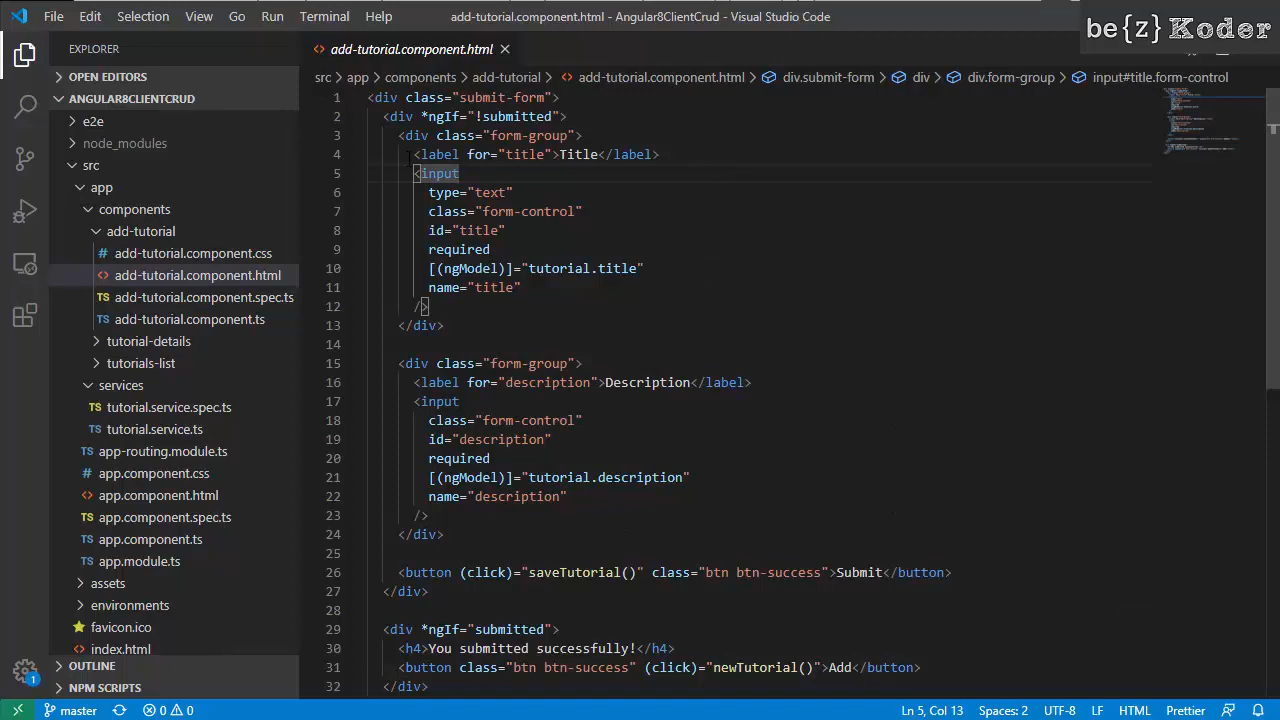 File Edit Selection View Go Run Terminal Help add-tutorial.component.html - Angular8ClientCrud - Visual Studio Code
be{z} Koder
EXPLORER
OPEN EDITORS
ANGULAR8CLIENTCRUD
e2e
node_modules
src
app
components
add-tutorial
add-tutorial.component.css
add-tutorial.component.html
add-tutorial.component.spec.ts
add-tutorial.component.ts
tutorial-details
tutorials-list
services
tutorial.service.spec.ts
tutorial.service.ts
app-routing.module.ts
app.component.css
app.component.html
app.component.spec.ts
app.component.ts
app.module.ts
assets
environments
favicon.ico
index.html
OUTLINE
NPM SCRIPTS
1
add-tutorial.component.html
src > app > components > add-tutorial > add-tutorial.component.html > div.submit-form > div > div.form-group > input#title.form-control
1 <div class="submit-form">
2 <div *ngIf="!submitted">
3 <div class="form-group">
4 <label for="title">Title</label>
5 <input
6 type="text"
7 class="form-control"
8 id="title"
9 required
10 [(ngModel)]="tutorial.title"
11 name="title"
12 />
13 </div>
14
15 <div class="form-group">
16 <label for="description">Description</label>
17 <input
18 class="form-control"
19 id="description"
20 required
21 [(ngModel)]="tutorial.description"
22 name="description"
23 />
24 </div>
25
26 <button (click)="saveTutorial()" class="btn btn-success">Submit</button>
27 </div>
28
29 <div *ngIf="submitted">
30 <h4>You submitted successfully!</h4>
31 <button class="btn btn-success" (click)="newTutorial()">Add</button>
32 </div>
master 0 0 Ln 5, Col 13 Spaces: 2 UTF-8 LF HTML Prettier